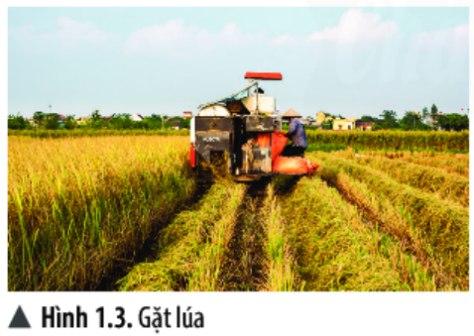 ▲ Hình 1.3. Gặt lúa